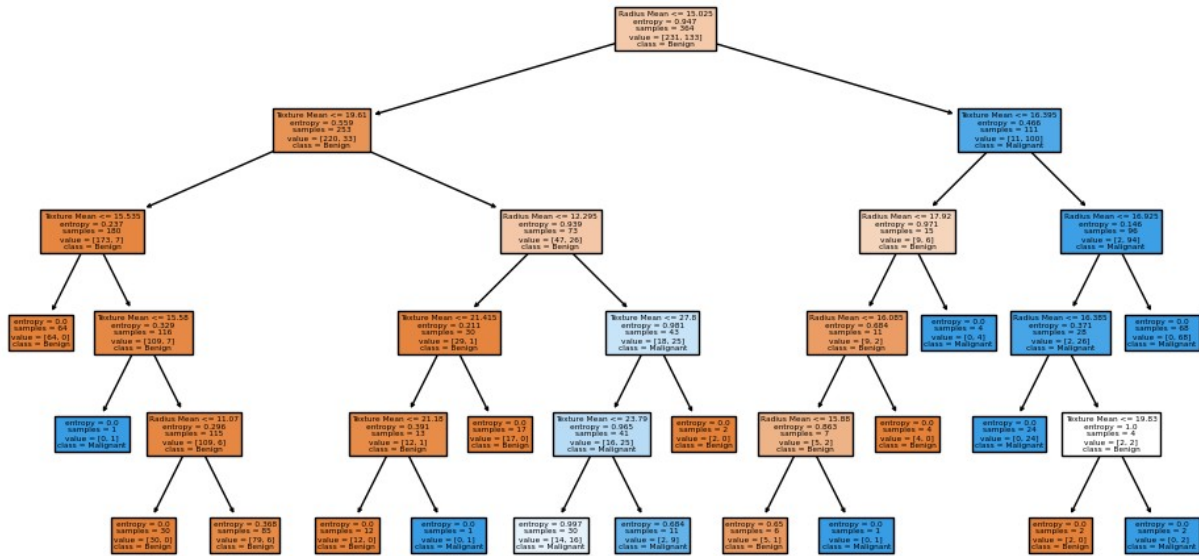 Radius Mean <= 15.025
entropy = 0.947
samples = 364
value = [231, 133]
class = Benign
Texture Mean <= 19.61
entropy = 0.559
samples = 253
value = [220, 33]
class = Benign
Texture Mean <= 16.395
entropy = 0.466
samples = 111
value = [11, 100]
class = Malignant
Texture Mean <= 15.535
entropy = 0.237
samples = 180
value = [173, 7]
class = Benign
Radius Mean <= 12.295
entropy = 0.939
samples = 73
value = [47, 26]
class = Benign
Radius Mean <= 17.92
entropy = 0.971
samples = 15
value = [9, 6]
class = Benign
Radius Mean <= 16.925
entropy = 0.146
samples = 96
value = [2, 94]
class = Malignant
entropy = 0.0
samples = 64
value = [64, 0]
class = Benign
Texture Mean <= 15.58
entropy = 0.329
samples = 116
value = [109, 7]
class = Benign
Texture Mean <= 21.415
entropy = 0.211
samples = 30
value = [29, 1]
class = Benign
Texture Mean <= 27.8
entropy = 0.981
samples = 43
value = [18, 25]
class = Malignant
Radius Mean <= 16.085
entropy = 0.684
samples = 11
value = [9, 2]
class = Benign
entropy = 0.0
samples = 4
value = [0, 4]
class = Malignant
Radius Mean <= 16.385
entropy = 0.371
samples = 28
value = [2, 26]
class = Malignant
entropy = 0.0
samples = 68
value = [0, 68]
class = Malignant
entropy = 0.0
samples = 1
value = [0, 1]
class = Malignant
Radius Mean <= 11.07
entropy = 0.296
samples = 115
value = [109, 6]
class = Benign
Texture Mean <= 21.18
entropy = 0.391
samples = 13
value = [12, 1]
class = Benign
entropy = 0.0
samples = 17
value = [17, 0]
class = Benign
Texture Mean <= 23.79
entropy = 0.965
samples = 41
value = [16, 25]
class = Malignant
entropy = 0.0
samples = 2
value = [2, 0]
class = Benign
Radius Mean <= 15.86
entropy = 0.863
samples = 7
value = [5, 2]
class = Benign
entropy = 0.0
samples = 4
value = [4, 0]
class = Benign
entropy = 0.0
samples = 24
value = [0, 24]
class = Malignant
Texture Mean <= 19.83
entropy = 1.0
samples = 4
value = [2, 2]
class = Benign
entropy = 0.0
samples = 30
value = [30, 0]
class = Benign
entropy = 0.368
samples = 85
value = [79, 6]
class = Benign
entropy = 0.0
samples = 12
value = [12, 0]
class = Benign
entropy = 0.0
samples = 1
value = [0, 1]
class = Malignant
entropy = 0.997
samples = 30
value = [14, 16]
class = Malignant
entropy = 0.684
samples = 11
value = [2, 9]
class = Malignant
entropy = 0.65
samples = 6
value = [5, 1]
class = Benign
entropy = 0.0
samples = 1
value = [0, 1]
class = Malignant
entropy = 0.0
samples = 2
value = [2, 0]
class = Benign
entropy = 0.0
samples = 2
value = [0, 2]
class = Malignant